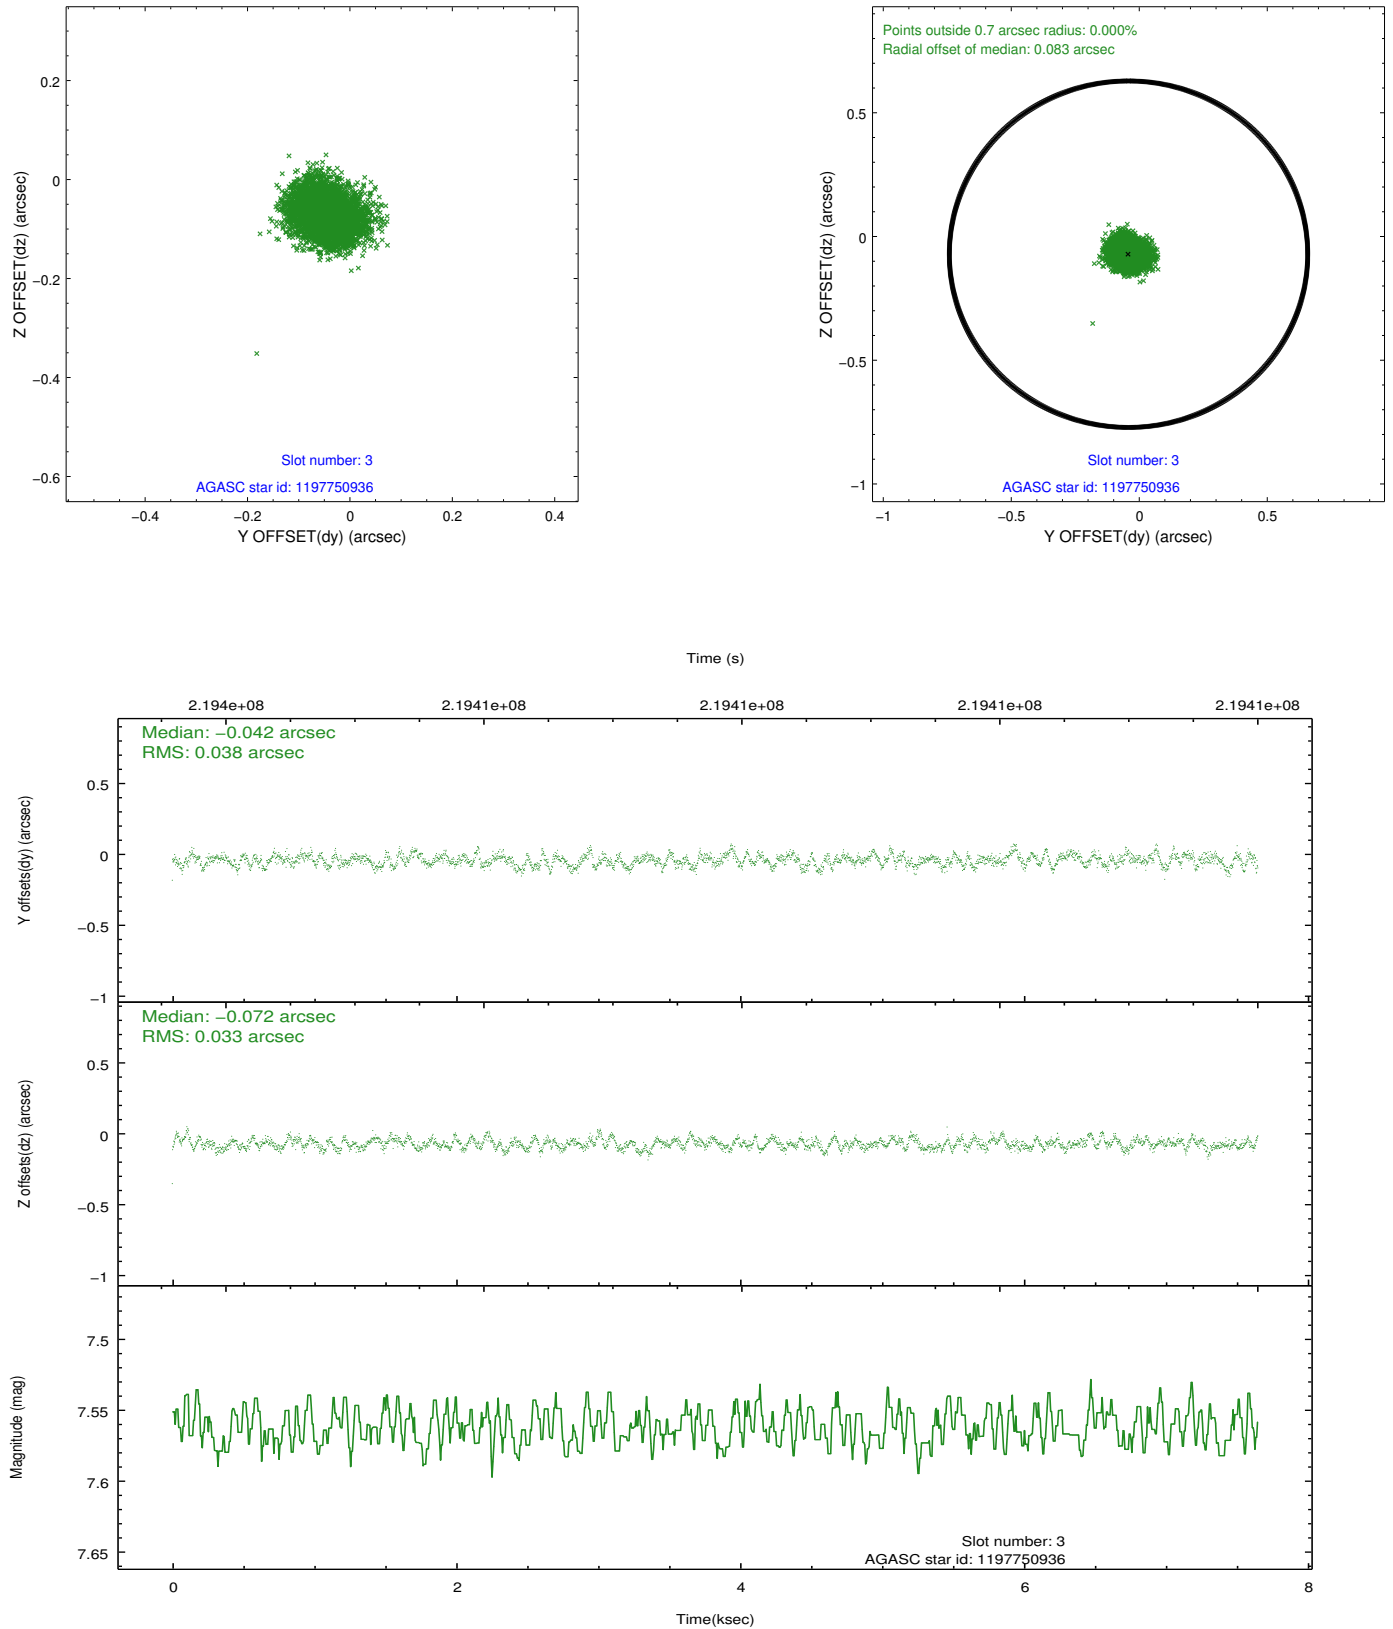 0.2
0
−0.2
−0.4
−0.6
Z OFFSET(dz) (arcsec)
Slot number: 3
AGASC star id: 1197750936
−0.4
−0.2
0
0.2
0.4
Y OFFSET(dy) (arcsec)
Points outside 0.7 arcsec radius: 0.000%
Radial offset of median: 0.083 arcsec
0.5
0
−0.5
−1
Z OFFSET(dz) (arcsec)
Slot number: 3
AGASC star id: 1197750936
−1
−0.5
0
0.5
Y OFFSET(dy) (arcsec)
Time (s)
2.194e+08
2.1941e+08
2.1941e+08
2.1941e+08
2.1941e+08
Median: −0.042 arcsec
RMS: 0.038 arcsec
0.5
0
−0.5
−1
Y offsets(dy) (arcsec)
Median: −0.072 arcsec
RMS: 0.033 arcsec
0.5
0
−0.5
−1
Z offsets(dz) (arcsec)
7.5
7.55
7.6
7.65
Magnitude (mag)
Slot number: 3
AGASC star id: 1197750936
0
2
4
6
8
Time(ksec)